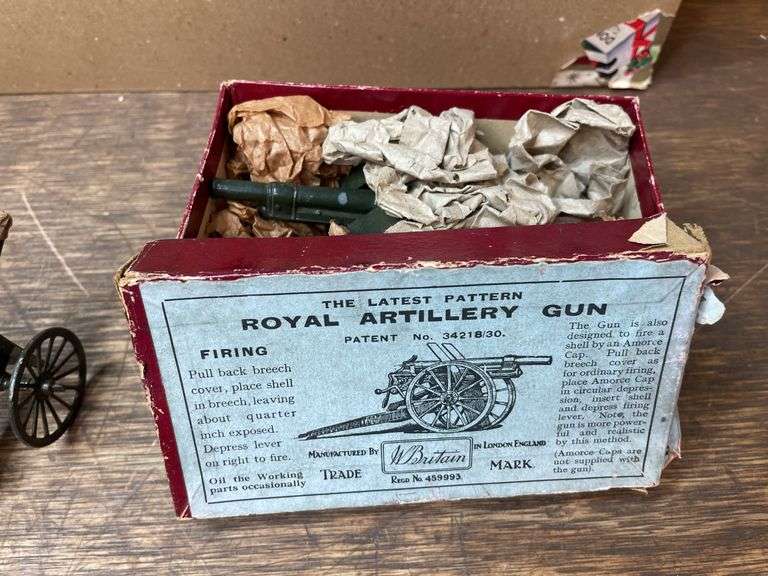 THE LATEST PATTERN
ROYAL ARTILLERY GUN
PATENT No. 34218/30.
FIRING
Pull back breech
cover, place shell
in breech, leaving
about quarter
inch exposed.
Depress lever
on right to fire.
Oil the Working
parts occasionally
The Gun is also
designed to fire a
shell by an Amorce
Cap. Pull back
breech cover as
for ordinary firing,
place Amorce Cap
in circular depres-
sion, insert shell
and depress firing
lever. Note, the
gun is more power-
ful and realistic
by this method.
(Amorce Caps are
not supplied with
the gun).
MANUFACTURED BY W Britain IN LONDON ENGLAND
TRADE MARK.
REGD No. 459993.